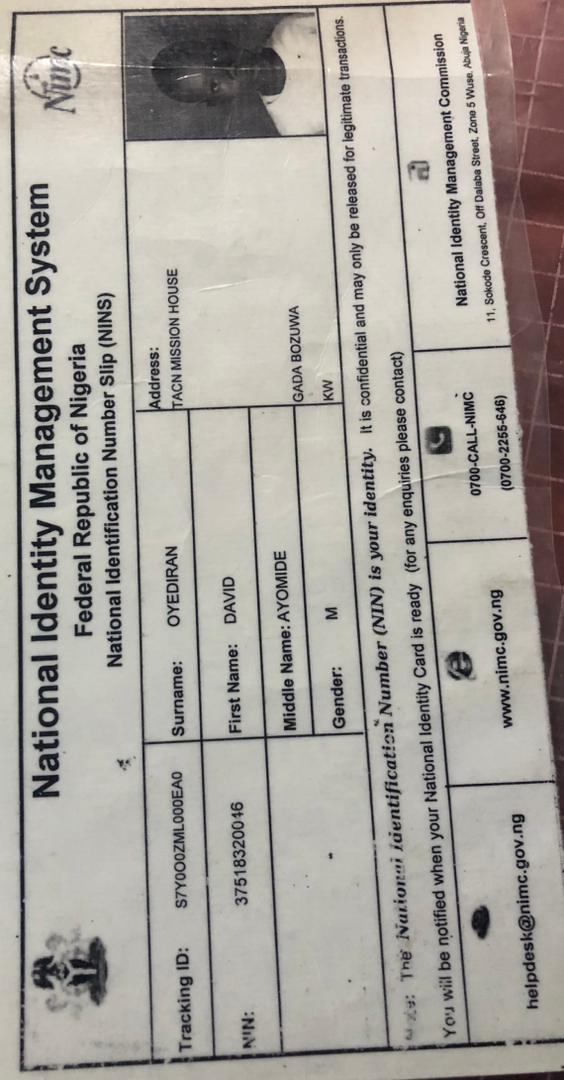 National Identity Management System
Federal Republic of Nigeria
National Identification Number Slip (NINS)
Nimc
Tracking ID: S7Y0O0ZML000EA0
Surname: OYEDIRAN
Address:
TACN MISSION HOUSE
NIN: 37518320046
First Name: DAVID
Middle Name: AYOMIDE
GADA BOZUWA
Gender: M
KW
The National Identification Number (NIN) is your identity. It is confidential and may only be released for legitimate transactions.
You will be notified when your National Identity Card is ready (for any enquiries please contact)
helpdesk@nimc.gov.ng
www.nimc.gov.ng
0700-CALL-NIMC
(0700-2255-646)
National Identity Management Commission
11, Sokode Crescent, Off Dalaba Street, Zone 5 Wuse, Abuja Nigeria